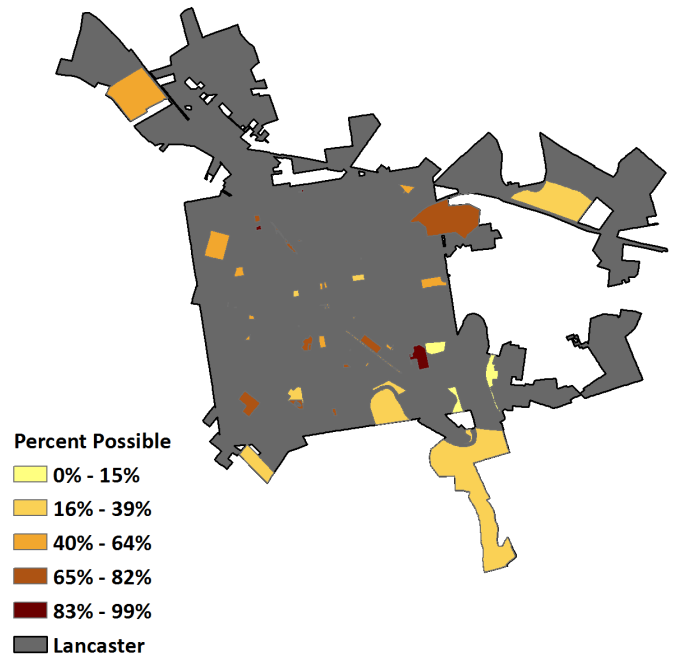 Percent Possible
0% - 15%
16% - 39%
40% - 64%
65% - 82%
83% - 99%
Lancaster